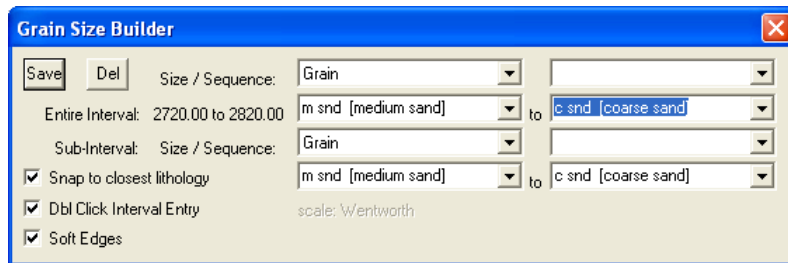 Grain Size Builder
Save Del Size / Sequence: Grain
Entire Interval: 2720.00 to 2820.00 m snd [medium sand] to c snd [coarse sand]
Sub-Interval: Size / Sequence: Grain
Snap to closest lithology m snd [medium sand] to c snd [coarse sand]
Dbl Click Interval Entry scale: Wentworth
Soft Edges